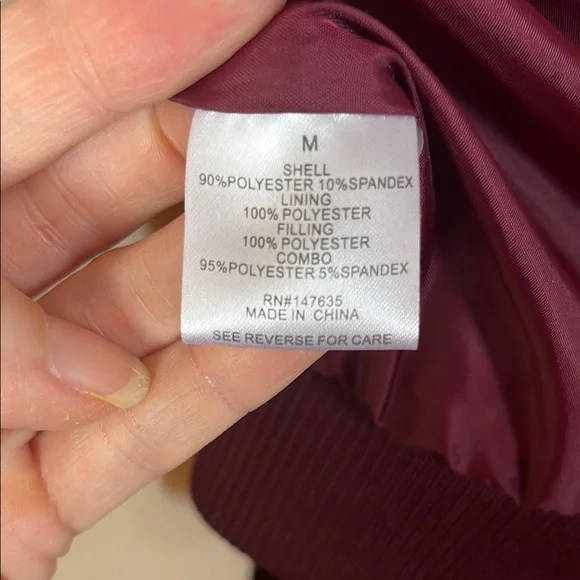 M
SHELL
90%POLYESTER 10%SPANDEX
LINING
100% POLYESTER
FILLING
100% POLYESTER
COMBO
95%POLYESTER 5%SPANDEX
RN#147635
MADE IN CHINA
SEE REVERSE FOR CARE